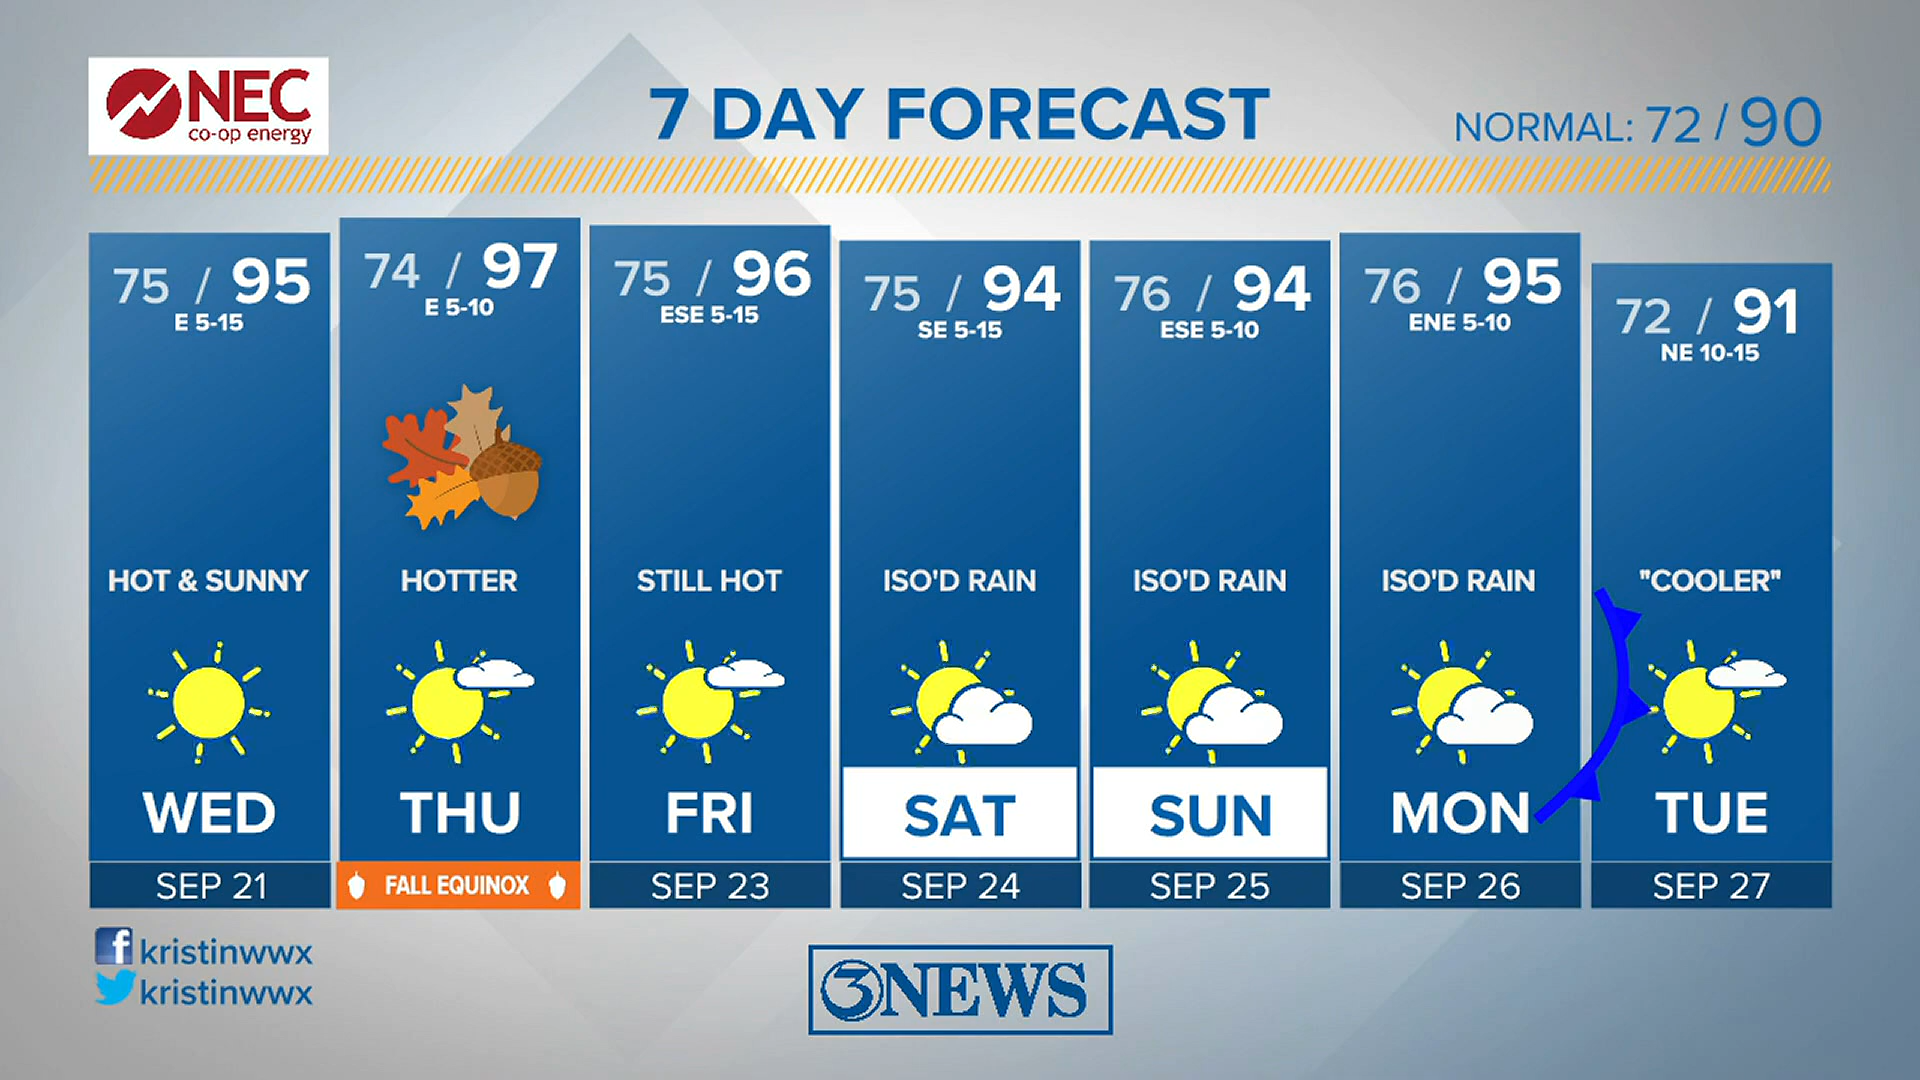 NEC
co-op energy
7 DAY FORECAST
NORMAL: 72 / 90
75 / 95
E 5-15
HOT & SUNNY
WED
SEP 21
74 / 97
E 5-10
HOTTER
THU
FALL EQUINOX
75 / 96
ESE 5-15
STILL HOT
FRI
SEP 23
75 / 94
SE 5-15
ISO'D RAIN
SAT
SEP 24
76 / 94
ESE 5-10
ISO'D RAIN
SUN
SEP 25
76 / 95
ENE 5-10
ISO'D RAIN
MON
SEP 26
72 / 91
NE 10-15
"COOLER"
TUE
SEP 27
f kristinwwx
kristinwwx
3NEWS